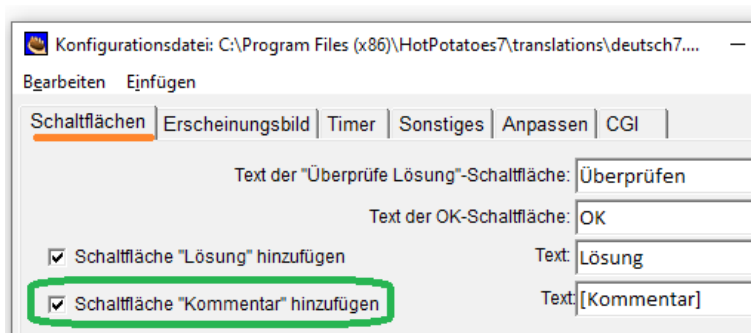 Konfigurationsdatei: C:\Program Files (x86)\HotPotatoes7\translations\deutsch7....
Bearbeiten Einfügen
Schaltflächen Erscheinungsbild Timer Sonstiges Anpassen CGI
Text der "Überprüfe Lösung"-Schaltfläche: Überprüfen
Text der OK-Schaltfläche: OK
Schaltfläche "Lösung" hinzufügen Text: Lösung
Schaltfläche "Kommentar" hinzufügen Text: [Kommentar]